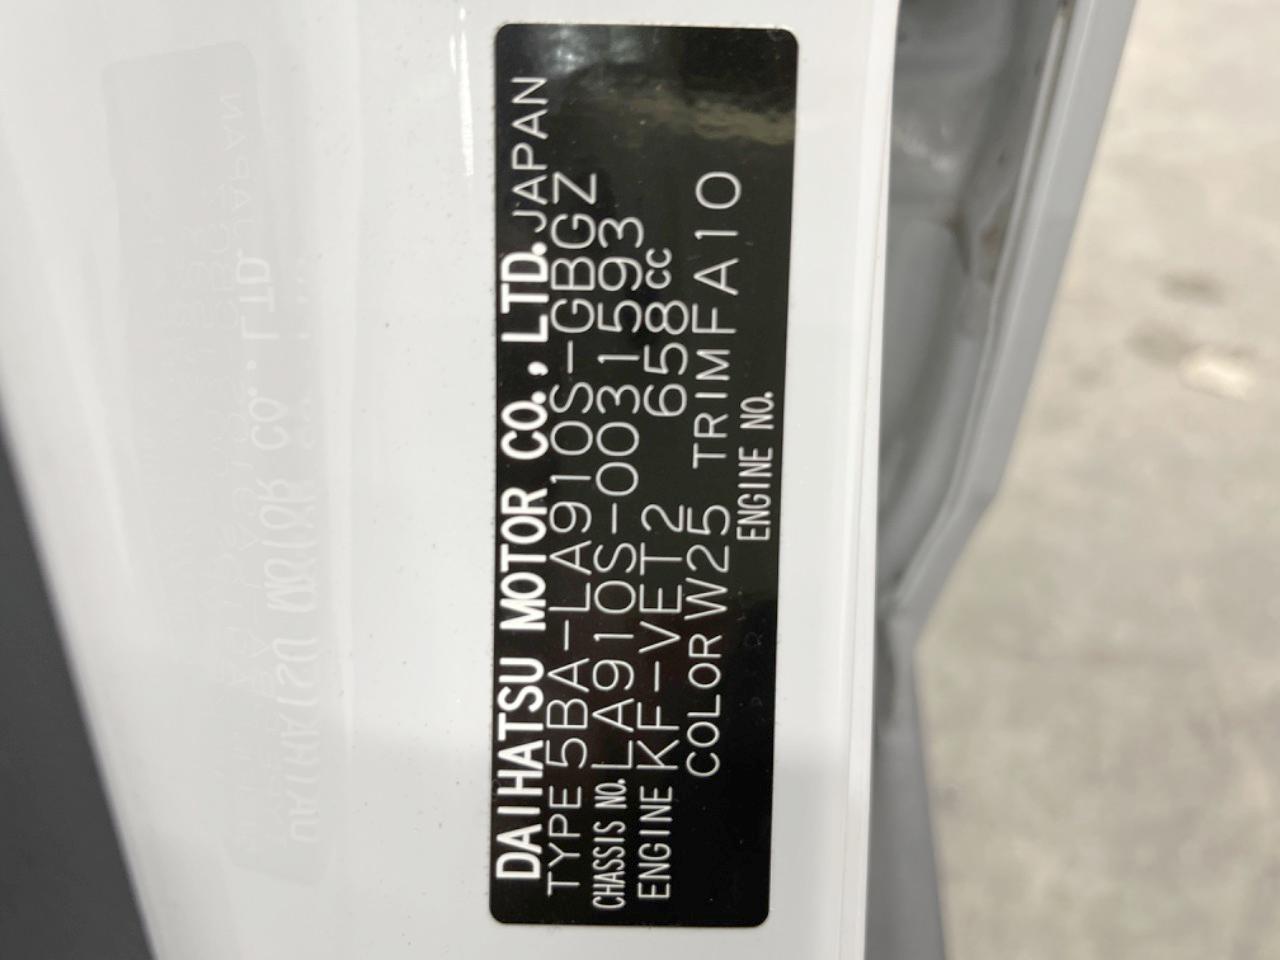 DAIHATSU MOTOR CO., LTD. JAPAN
TYPE 5BA-LA910S-GBGZ
CHASSIS NO. LA910S-0031593
ENGINE KF-VET2 658cc
COLOR W25 TRIM FA10
ENGINE NO.